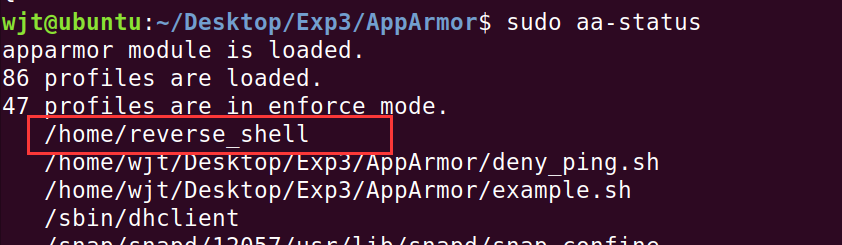 wjt@ubuntu:~/Desktop/Exp3/AppArmor$ sudo aa-status
apparmor module is loaded.
86 profiles are loaded.
47 profiles are in enforce mode.
/home/reverse_shell
/home/wjt/Desktop/Exp3/AppArmor/deny_ping.sh
/home/wjt/Desktop/Exp3/AppArmor/example.sh
/sbin/dhclient
/snap/snapd/12057/usr/lib/snapd/snap-confine